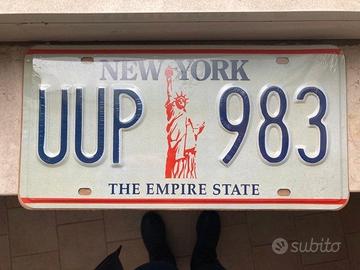 NEW YORK
UUP 983
THE EMPIRE STATE
subito